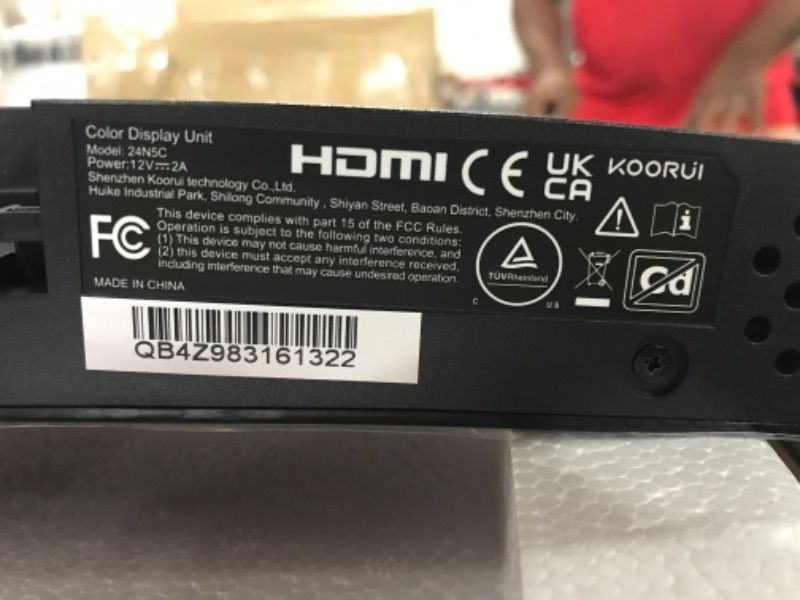 Color Display Unit
Model: 24N5C
Power:12V⎓2A
Shenzhen Koorui technology Co.,Ltd.
Huike Industrial Park, Shilong Community , Shiyan Street, Baoan District, Shenzhen City.
HDMI CE UK CA KOORUI
FC This device complies with part 15 of the FCC Rules.
Operation is subject to the following two conditions:
(1) This device may not cause harmful interference, and
(2) this device must accept any interference received,
including interference that may cause undesired operation.
TÜVRheinland
C US
Cd
MADE IN CHINA
QB4Z983161322